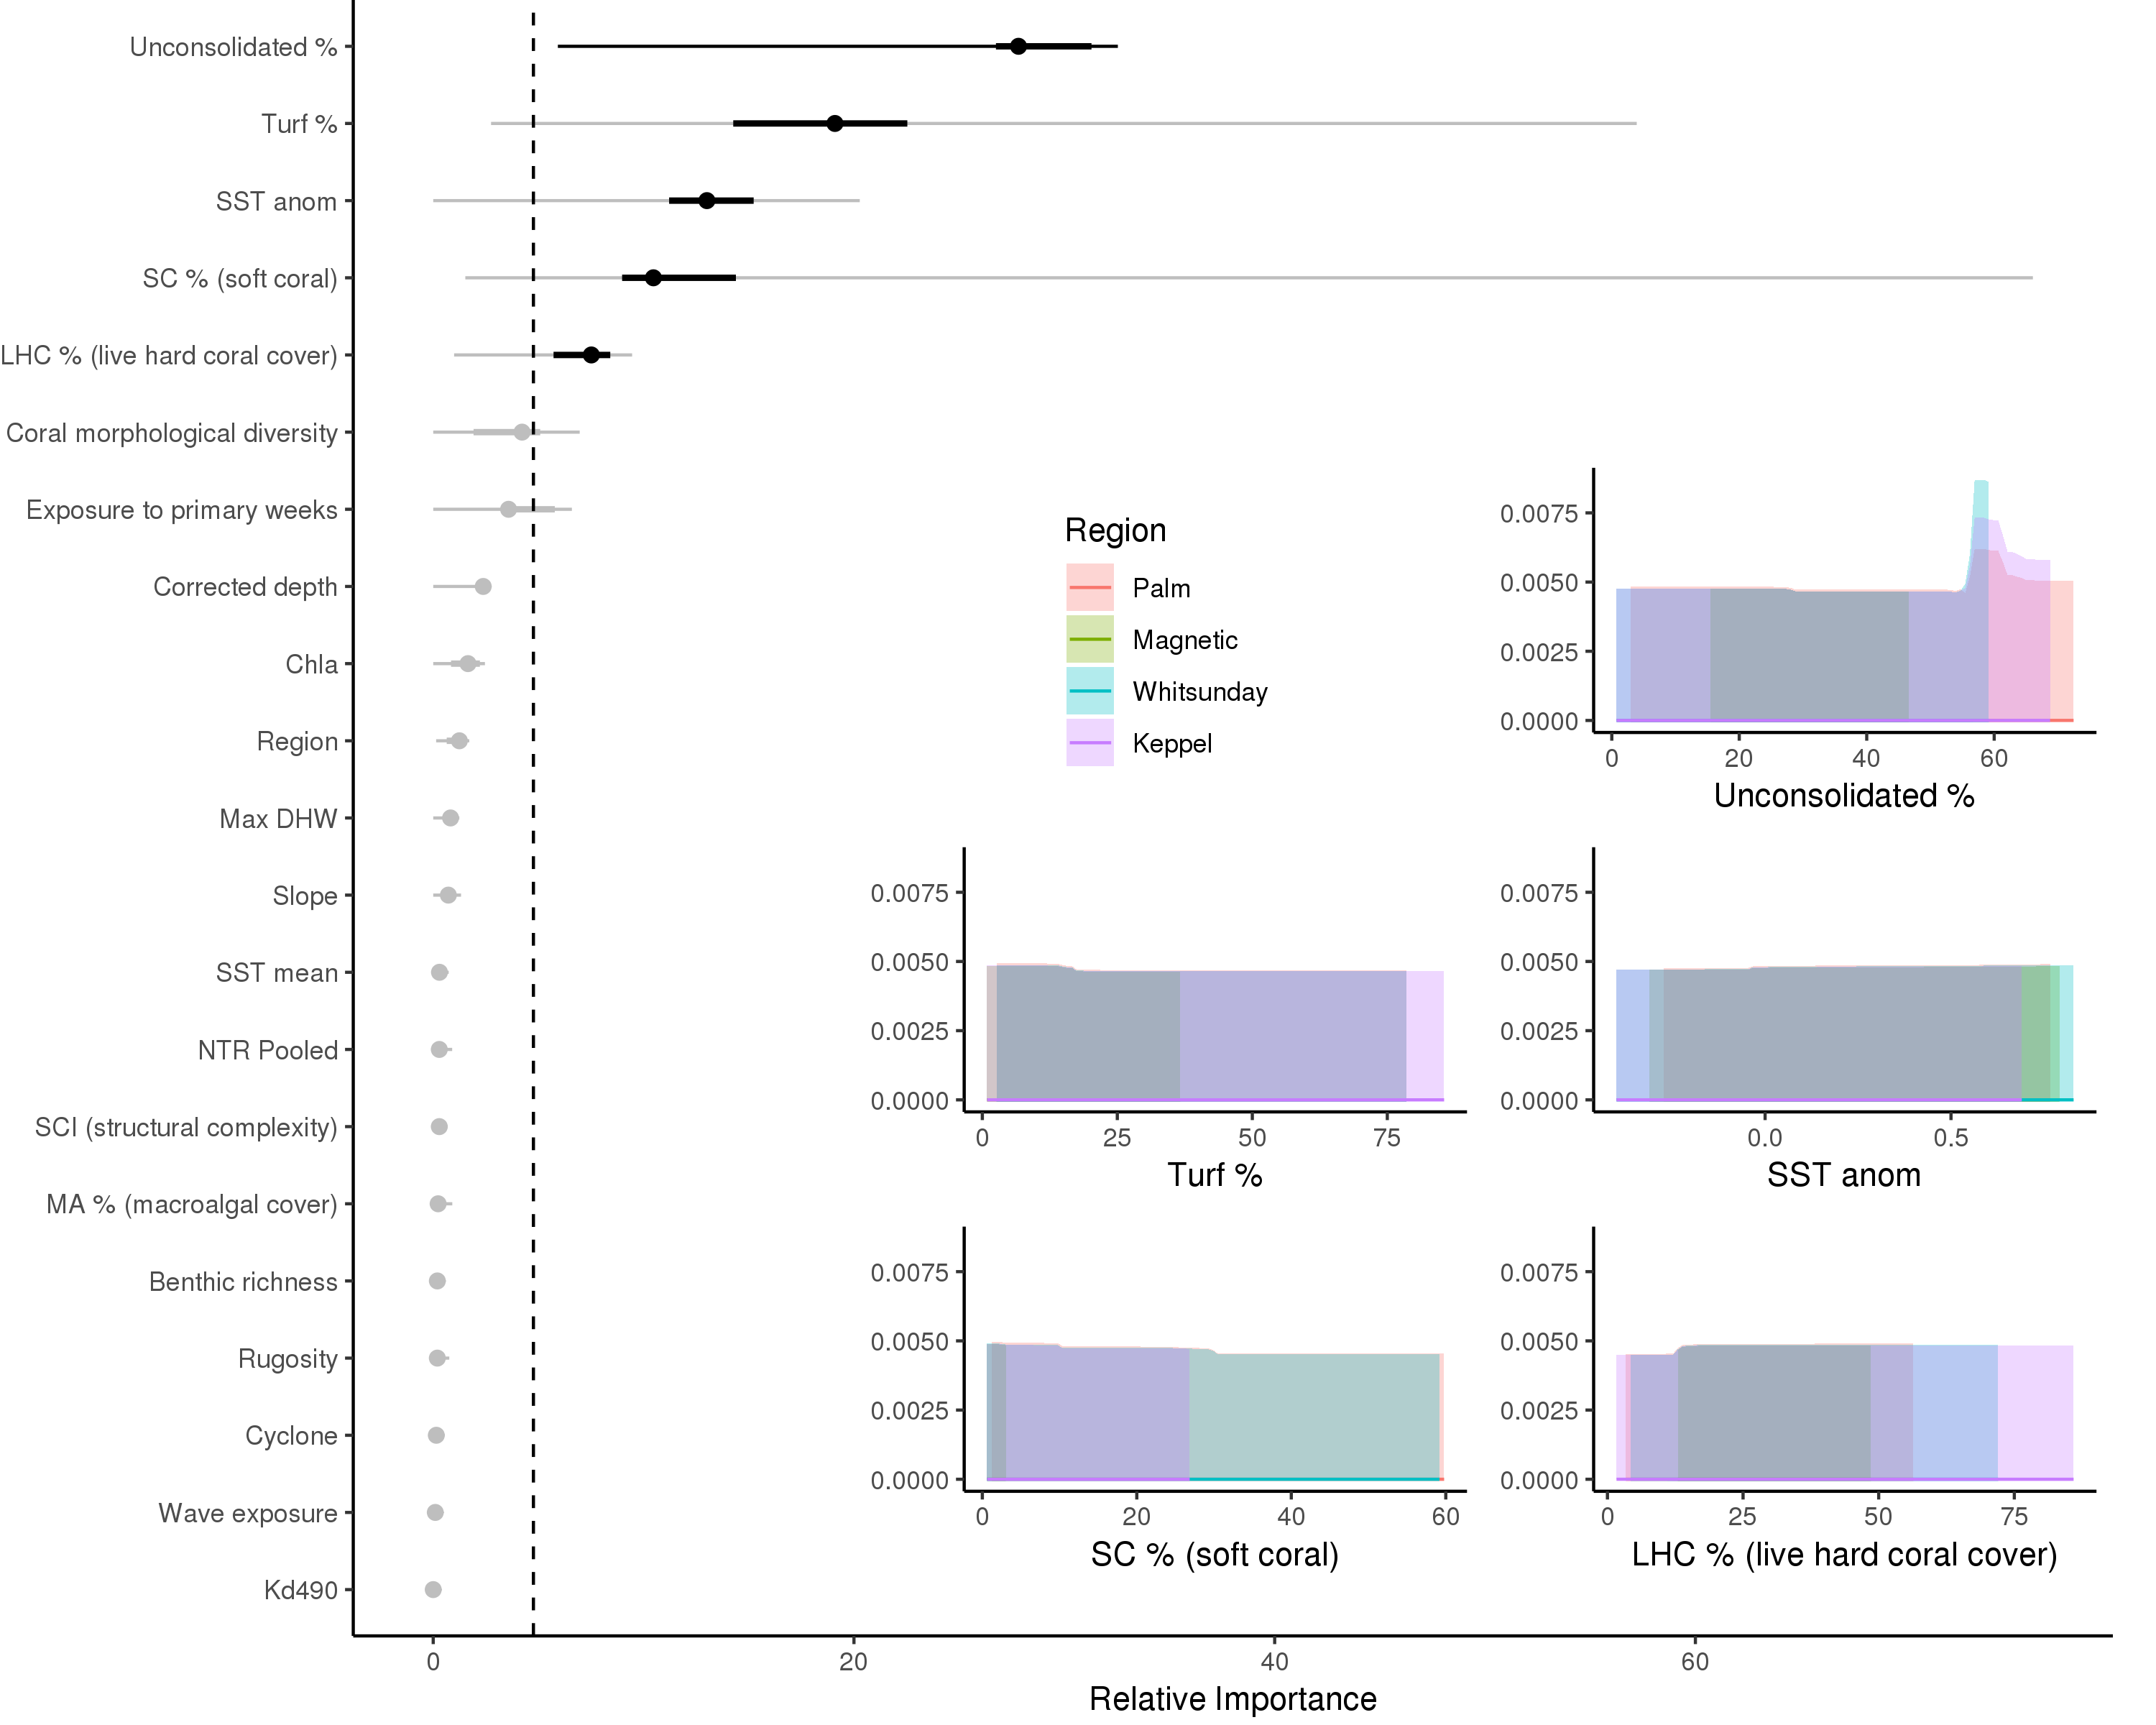 Unconsolidated %
Turf %
SST anom
SC % (soft coral)
LHC % (live hard coral cover)
Coral morphological diversity
Exposure to primary weeks
Corrected depth
Chla
Region
Max DHW
Slope
SST mean
NTR Pooled
SCI (structural complexity)
MA % (macroalgal cover)
Benthic richness
Rugosity
Cyclone
Wave exposure
Kd490
0 20 40 60
Relative Importance
Region
Palm
Magnetic
Whitsunday
Keppel
0.0075
0.0050
0.0025
0.0000
0 20 40 60
Unconsolidated %
0.0075
0.0050
0.0025
0.0000
0 25 50 75
Turf %
0.0075
0.0050
0.0025
0.0000
0.0 0.5
SST anom
0.0075
0.0050
0.0025
0.0000
0 20 40 60
SC % (soft coral)
0.0075
0.0050
0.0025
0.0000
0 25 50 75
LHC % (live hard coral cover)